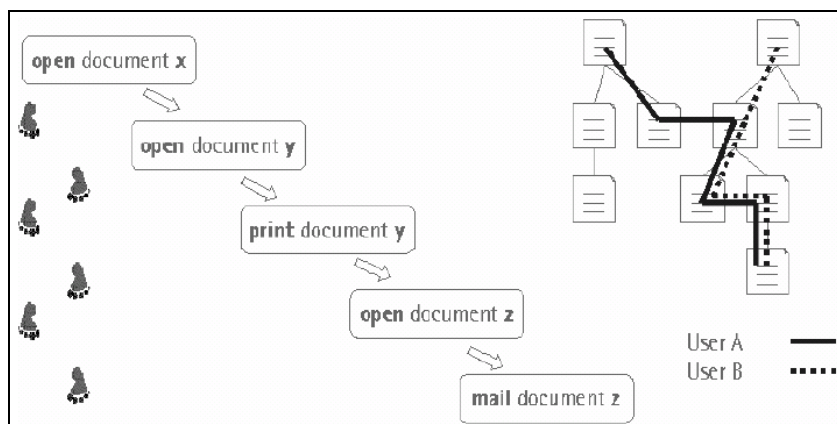 open document x
open document y
print document y
open document z
mail document z
User A
User B